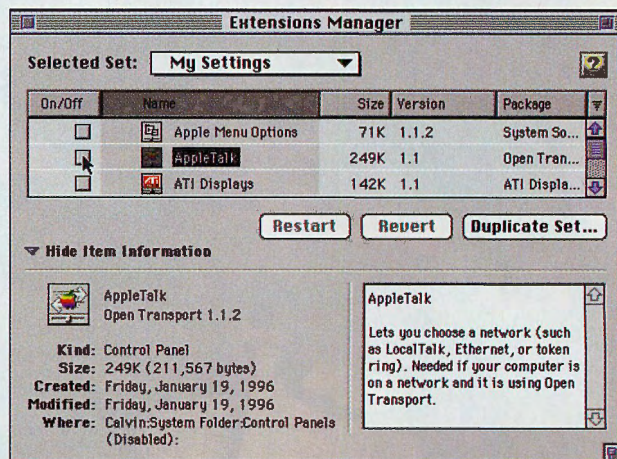 Extensions Manager
Selected Set: My Settings
On/Off Name Size Version Package
Apple Menu Options 71K 1.1.2 System So...
AppleTalk 249K 1.1 Open Tran...
ATI Displays 142K 1.1 ATI Displa...
Restart Revert Duplicate Set...
Hide Item Information
AppleTalk
Open Transport 1.1.2
Kind: Control Panel
Size: 249K (211,567 bytes)
Created: Friday, January 19, 1996
Modified: Friday, January 19, 1996
Where: Calvin:System Folder:Control Panels
(Disabled):
AppleTalk
Lets you choose a network (such
as LocalTalk, Ethernet, or token
ring). Needed if your computer is
on a network and it is using Open
Transport.